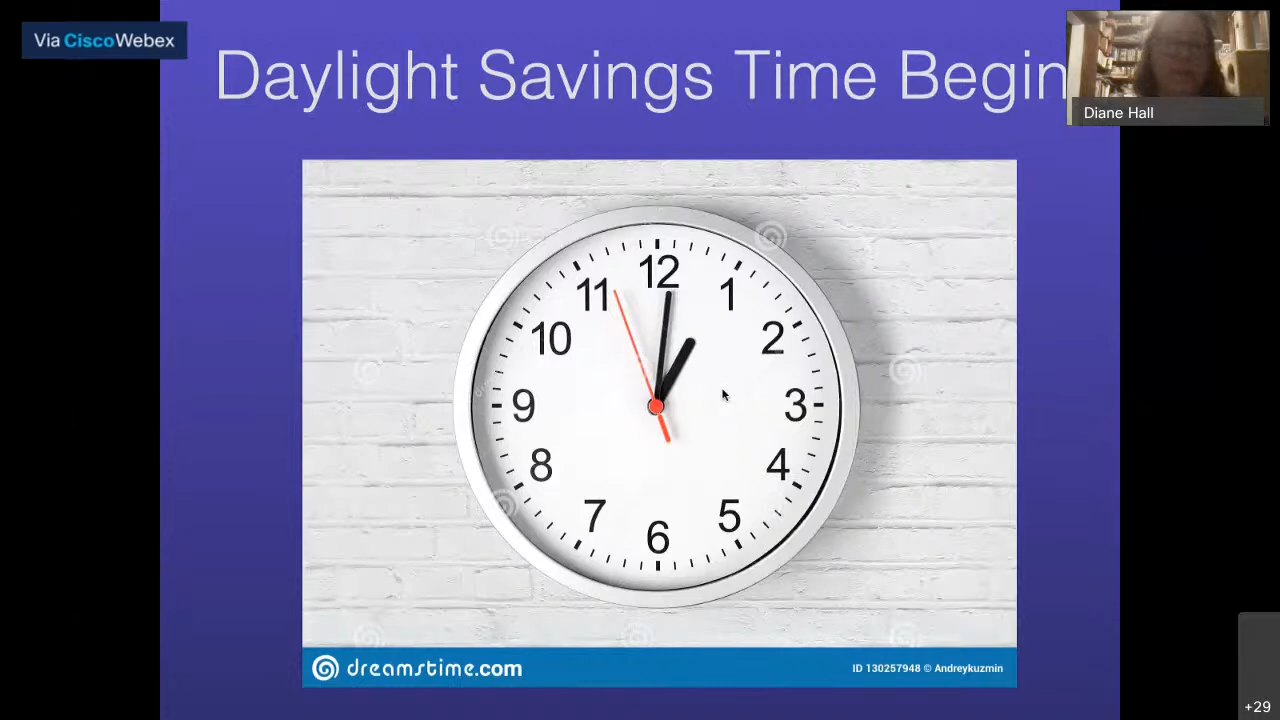 Via CiscoWebex
Daylight Savings Time Begin
Diane Hall
12
11
1
10
2
9
3
8
4
7
5
6
dreamstime.com
ID 130257948 © Andreykuzmin
+29